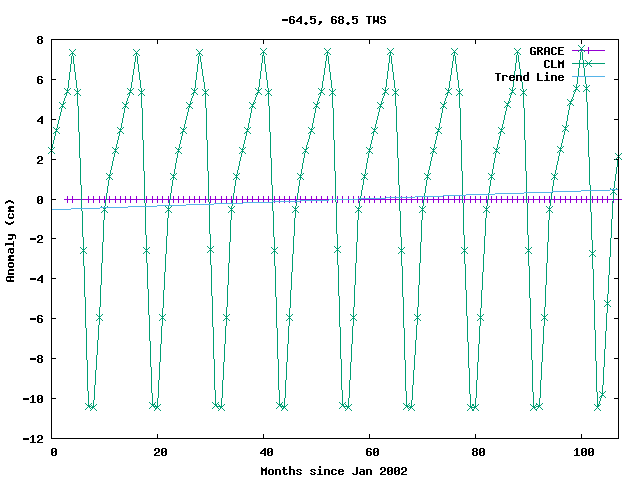 -64.5, 68.5 TWS
GRACE
CLM
Trend Line
8
6
4
2
0
-2
-4
-6
-8
-10
-12
Anomaly (cm)
0 20 40 60 80 100
Months since Jan 2002